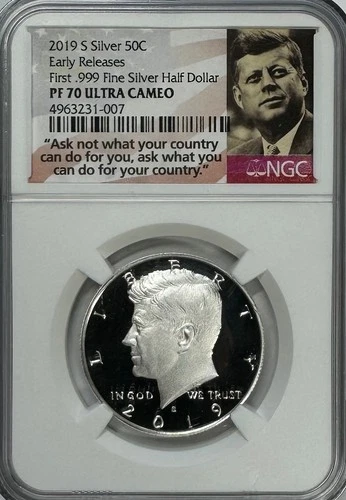 2019 S Silver 50C
Early Releases
First .999 Fine Silver Half Dollar
PF 70 ULTRA CAMEO
4963231-007
"Ask not what your country
can do for you, ask what you
can do for your country."
NGC
LIBERTY
IN GOD WE TRUST
S
2019